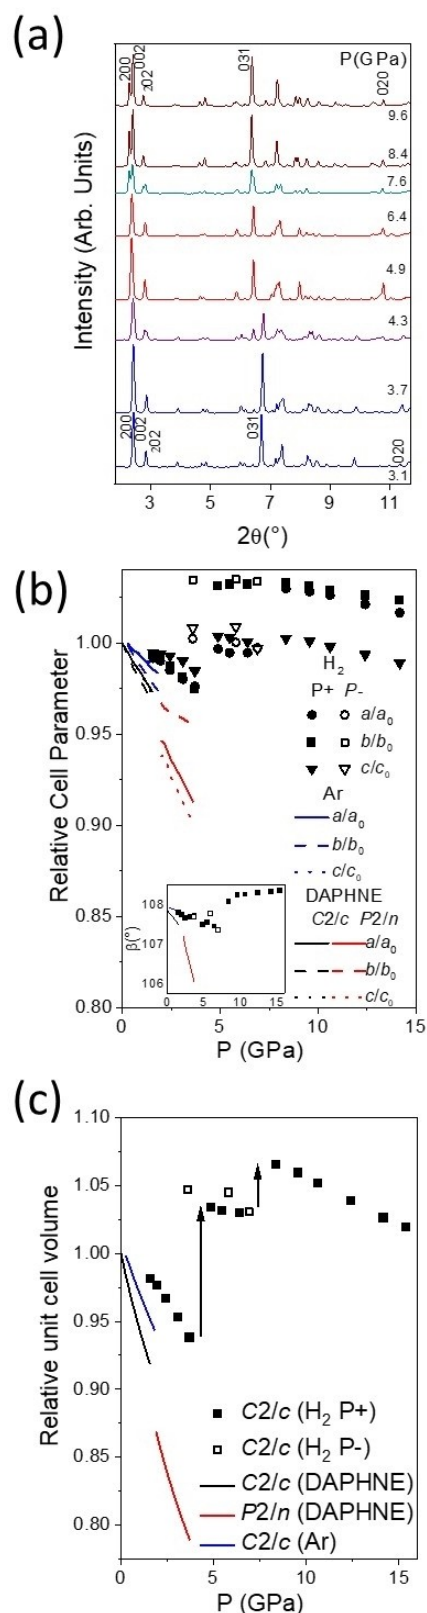 (a)
P(GPa)
200
002
202
031
020
9.6
8.4
7.6
6.4
4.9
4.3
3.7
200
002
202
031
020
3.1
Intensity (Arb. Units)
3 5 7 9 11
2θ(°)
(b)
1.00
0.95
0.90
0.85
0.80
Relative Cell Parameter
H2
P+ P-
a/a0
b/b0
c/c0
Ar
a/a0
b/b0
c/c0
DAPHNE
C2/c P2/n
a/a0
b/b0
c/c0
108
107
106
β(°)
0 5 10 15
0 5 10 15
P (GPa)
(c)
1.10
1.05
1.00
0.95
0.90
0.85
0.80
Relative unit cell volume
C2/c (H2 P+)
C2/c (H2 P-)
C2/c (DAPHNE)
P2/n (DAPHNE)
C2/c (Ar)
0 5 10 15
P (GPa)